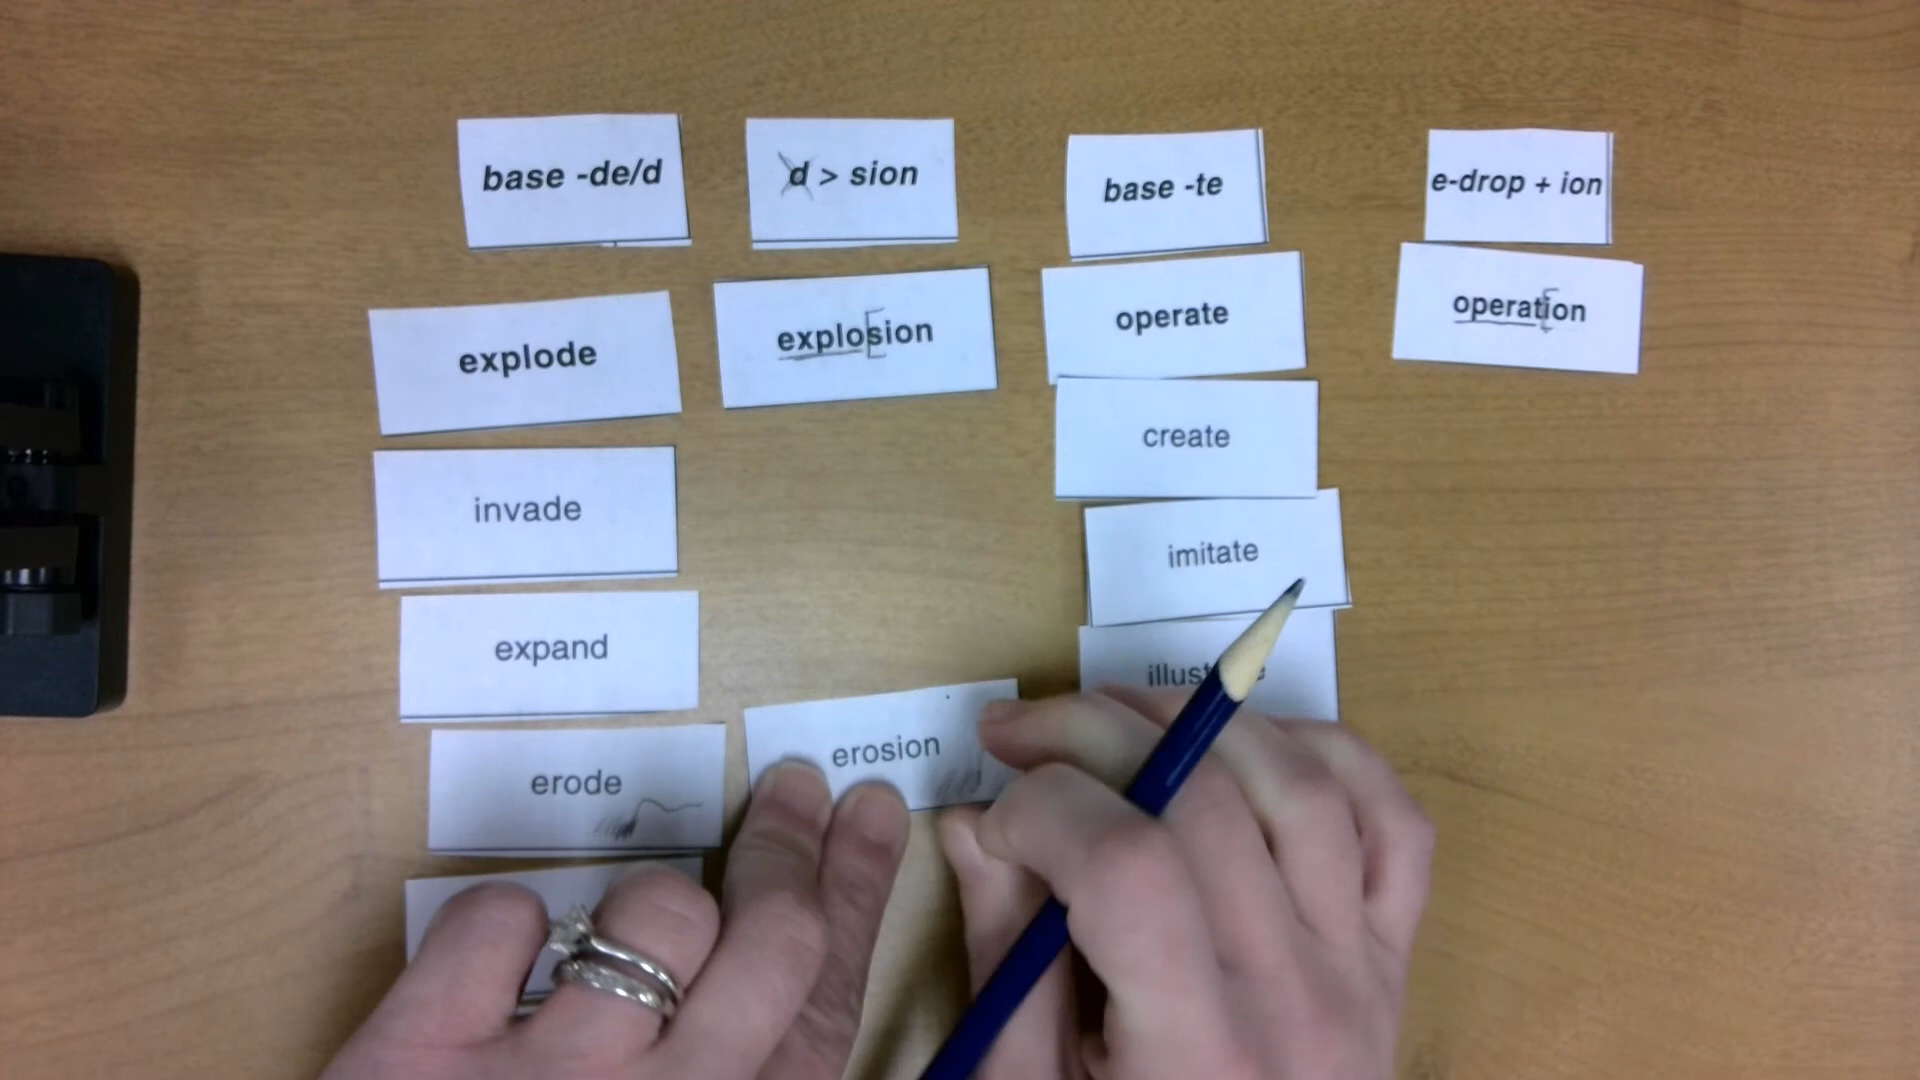 base -de/d
d > sion
base -te
e-drop + ion
explode
explosion
operate
operation
invade
create
expand
imitate
erode
erosion